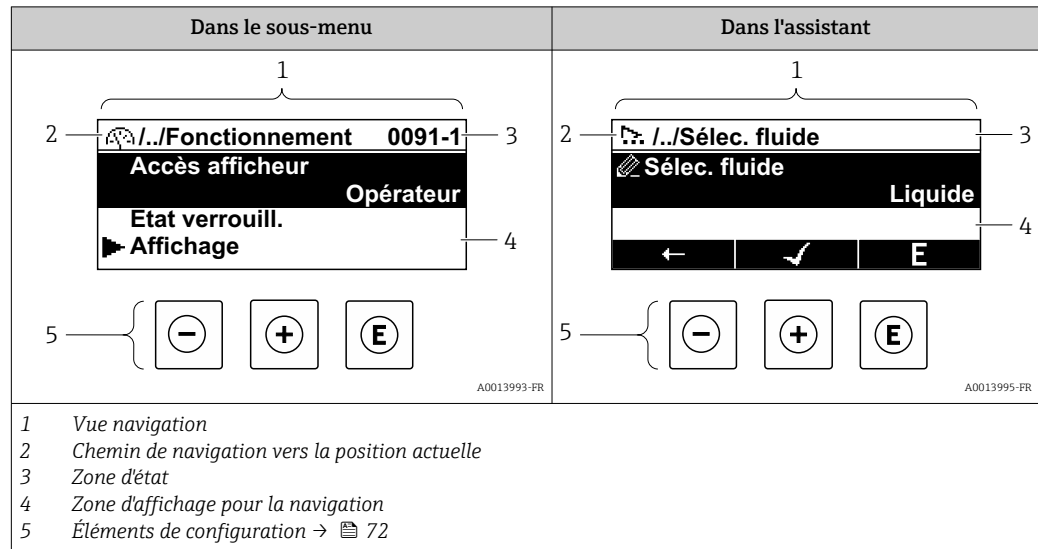 Dans le sous-menu
Dans l'assistant
1
2
/../Fonctionnement 0091-1
3
Accès afficheur
Opérateur
Etat verrouill.
Affichage
4
5
- + E
A0013993-FR
1
2
/../Sélec. fluide
3
Sélec. fluide
Liquide
4
← ✓ E
5
- + E
A0013995-FR
1 Vue navigation
2 Chemin de navigation vers la position actuelle
3 Zone d'état
4 Zone d'affichage pour la navigation
5 Éléments de configuration → 72